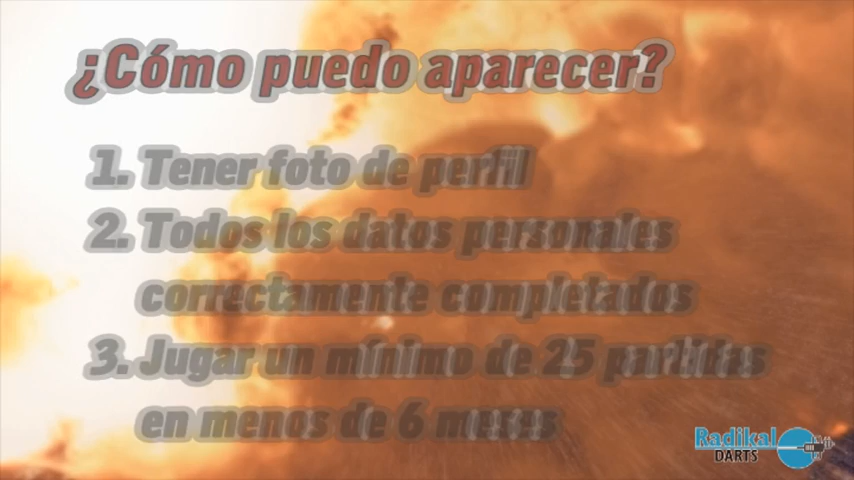 ¿Cómo puedo aparecer?
1. Tener foto de perfil
2. Todos los datos personales
correctamente completados
3. Jugar un mínimo de 25 partidas
en menos de 6 meses
Radikal
DARTS